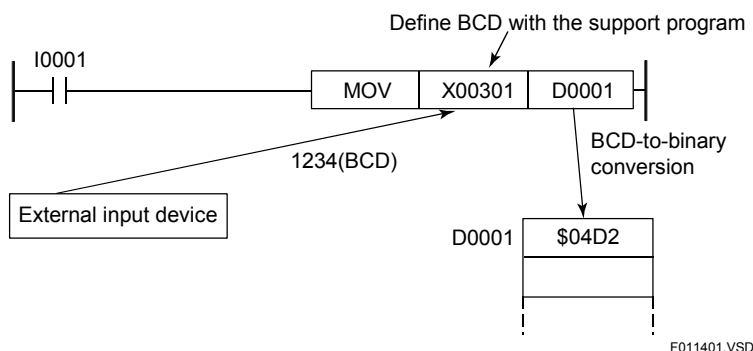 Define BCD with the support program
I0001
MOV X00301 D0001
1234(BCD)
BCD-to-binary
conversion
External input device
D0001 $04D2
F011401.VSD